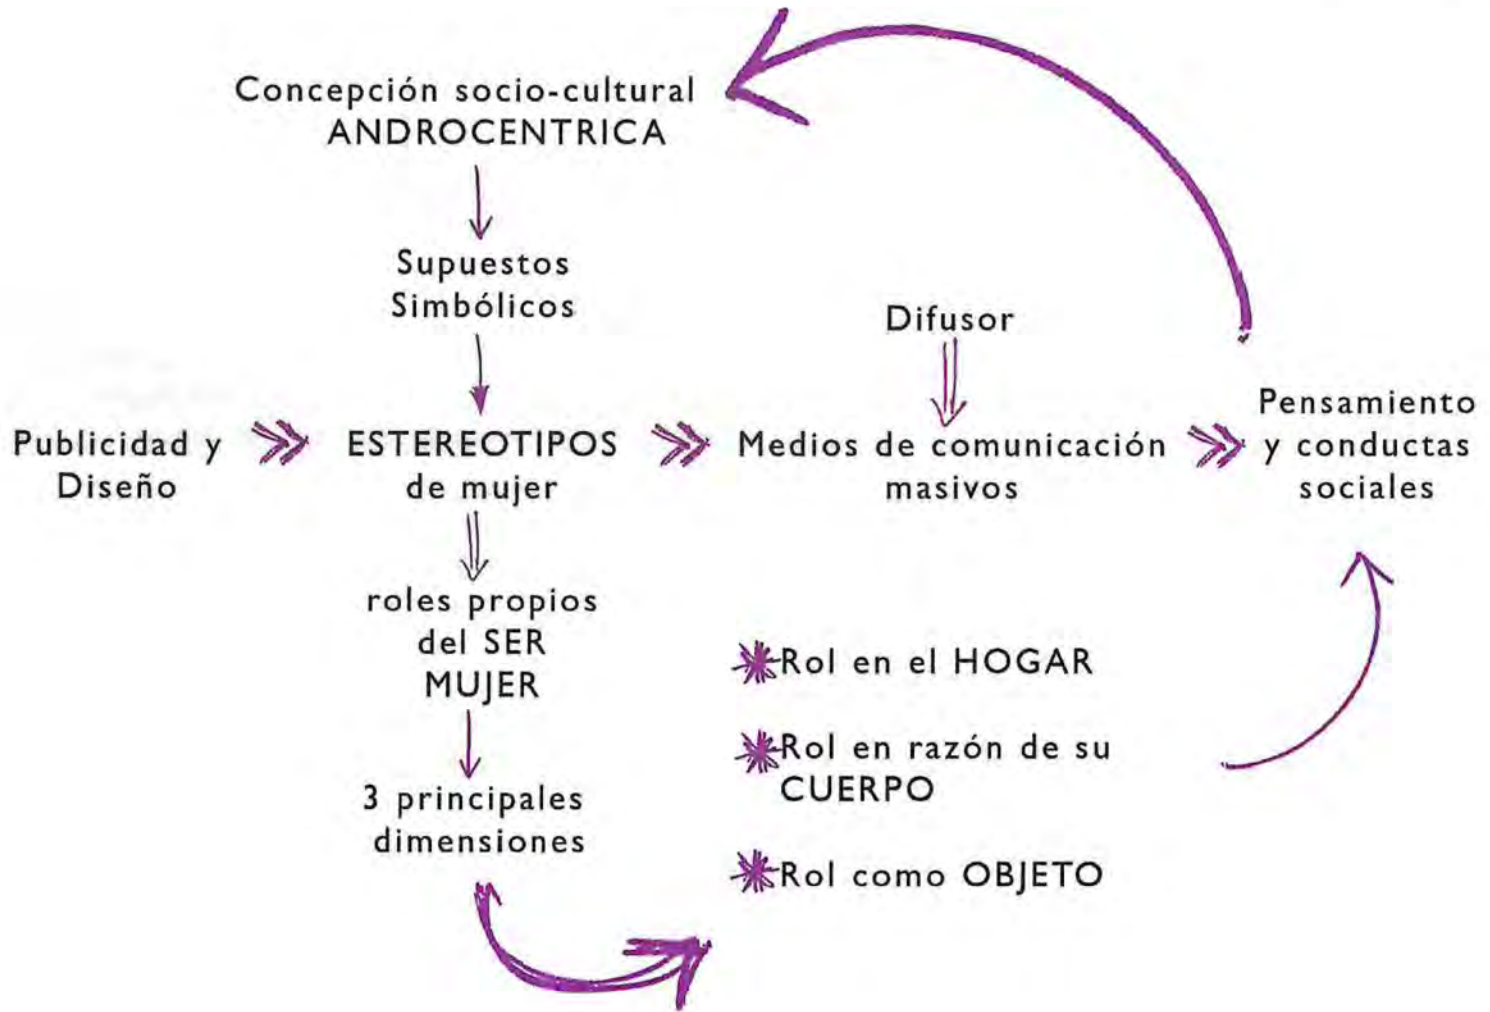 Concepción socio-cultural
ANDROCENTRICA
Supuestos
Simbólicos
Difusor
Publicidad y
Diseño
ESTEREOTIPOS
de mujer
Medios de comunicación
masivos
Pensamiento
y conductas
sociales
roles propios
del SER
MUJER
3 principales
dimensiones
Rol en el HOGAR
Rol en razón de su
CUERPO
Rol como OBJETO